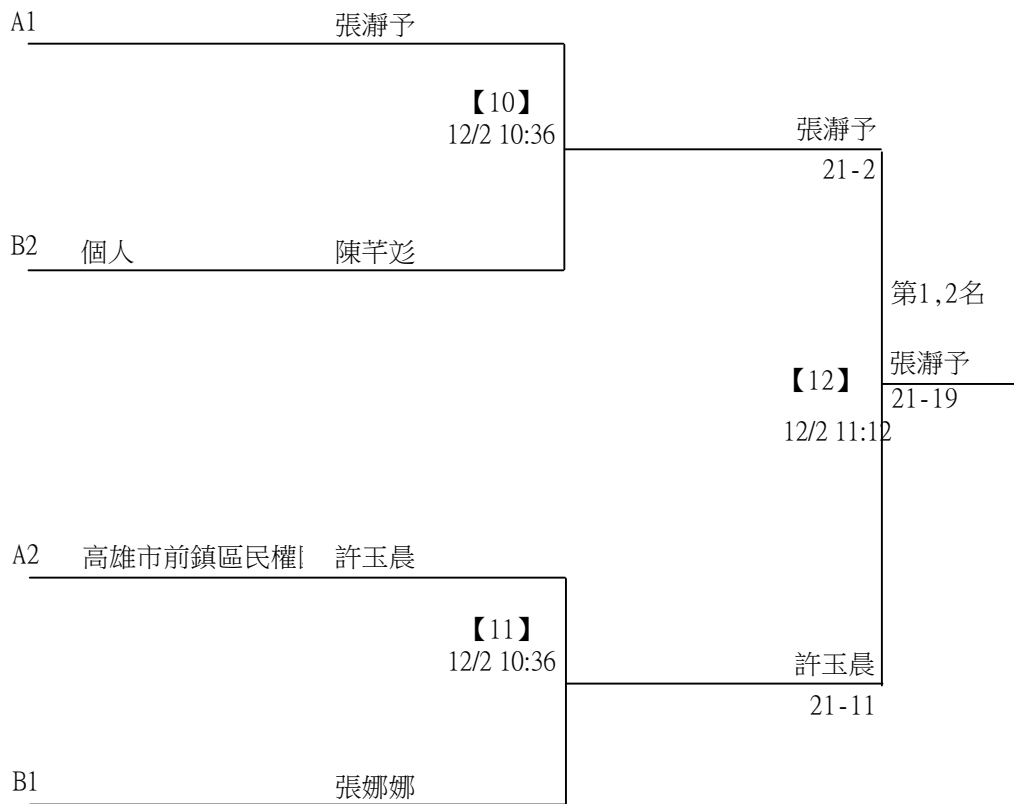 A1 張瀞予
【10】
12/2 10:36
張瀞予
21-2
B2 個人 陳芊彣
第1,2名
張瀞予
【12】
21-19
12/2 11:12
A2 高雄市前鎮區民權 許玉晨
【11】
12/2 10:36
許玉晨
21-11
B1 張娜娜